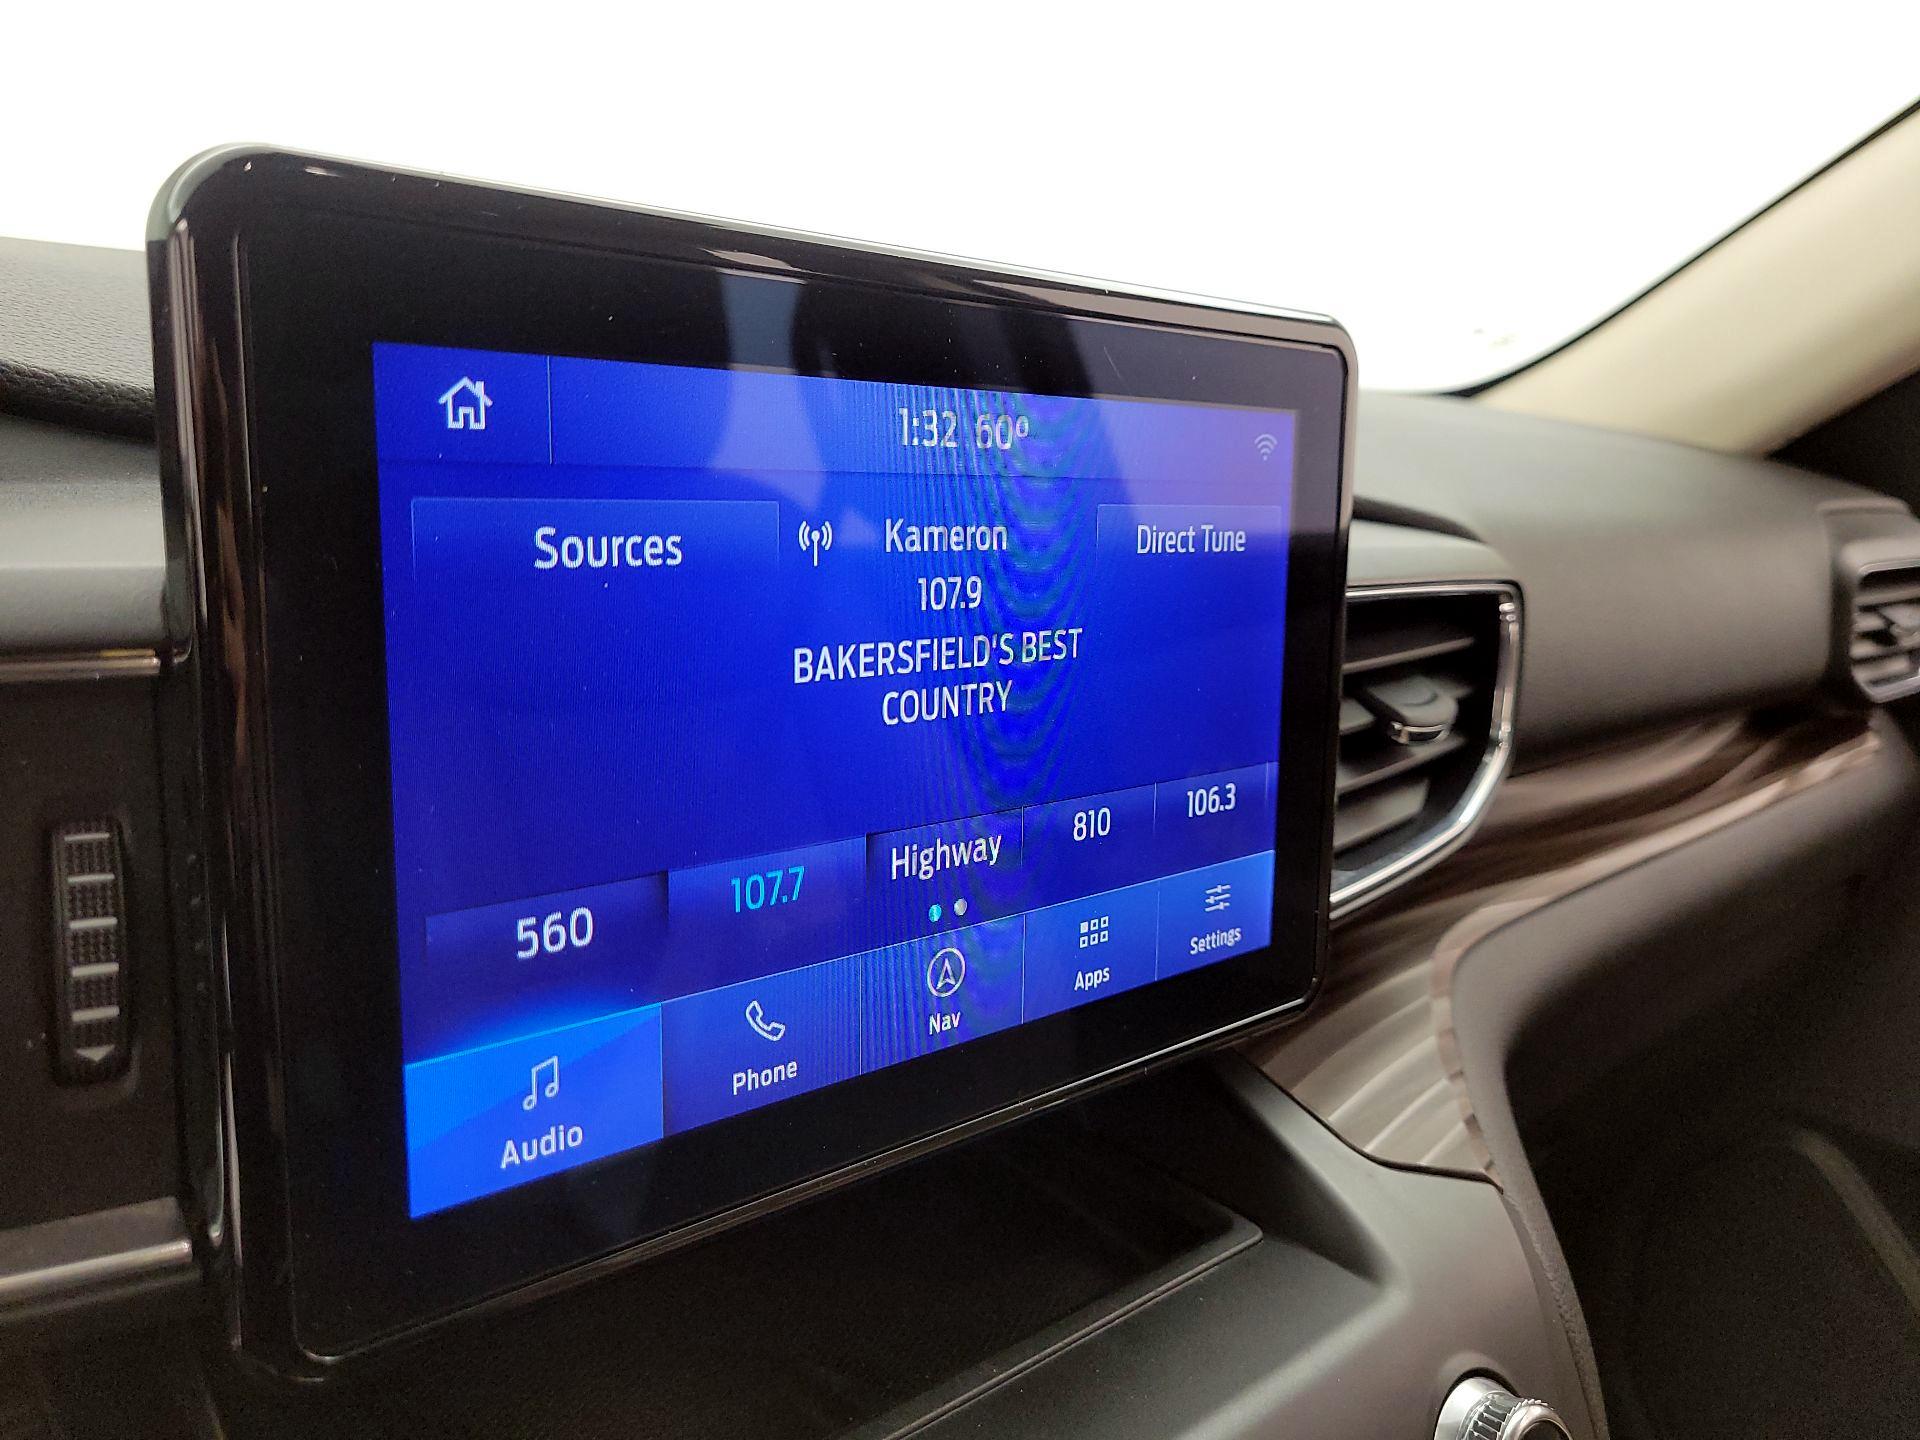 1:32 60°
Sources
Kameron
Direct Tune
107.9
BAKERSFIELD'S BEST
COUNTRY
560
107.7
Highway
810
106.3
Audio
Phone
Nav
Apps
Settings